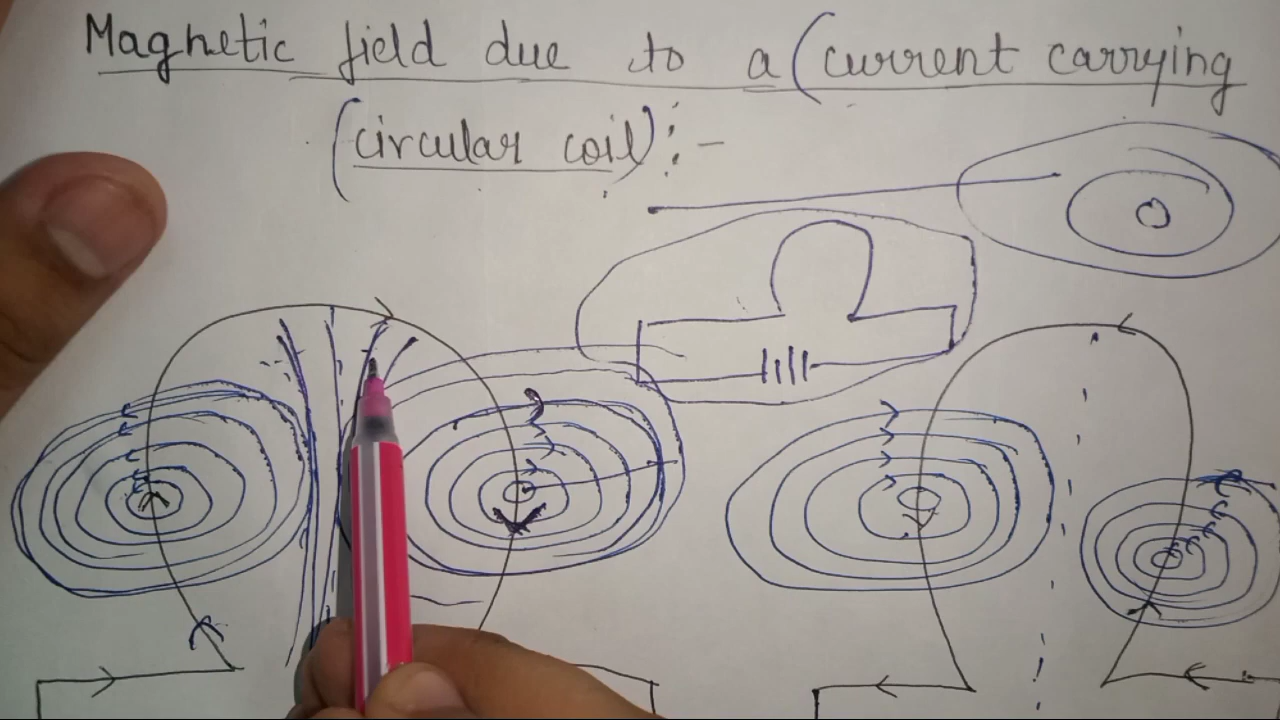 Magnetic field due to a (current carrying
(circular coil) :-